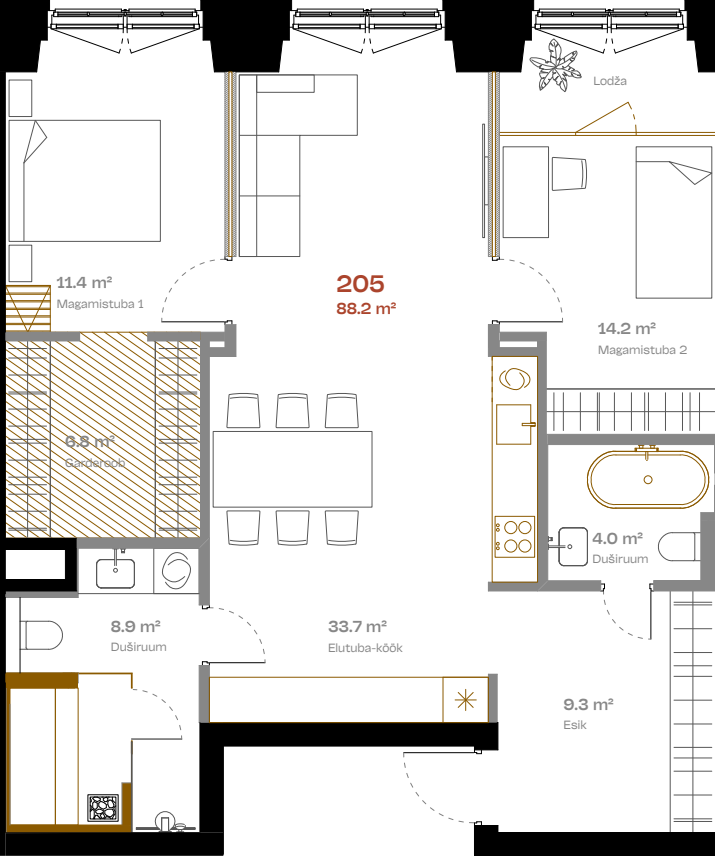 Lodža
11.4 m²
Magamistuba 1
205
88.2 m²
14.2 m²
Magamistuba 2
6.8 m²
Garderoob
4.0 m²
Duširuum
8.9 m²
Duširuum
33.7 m²
Elutuba-köök
9.3 m²
Esik